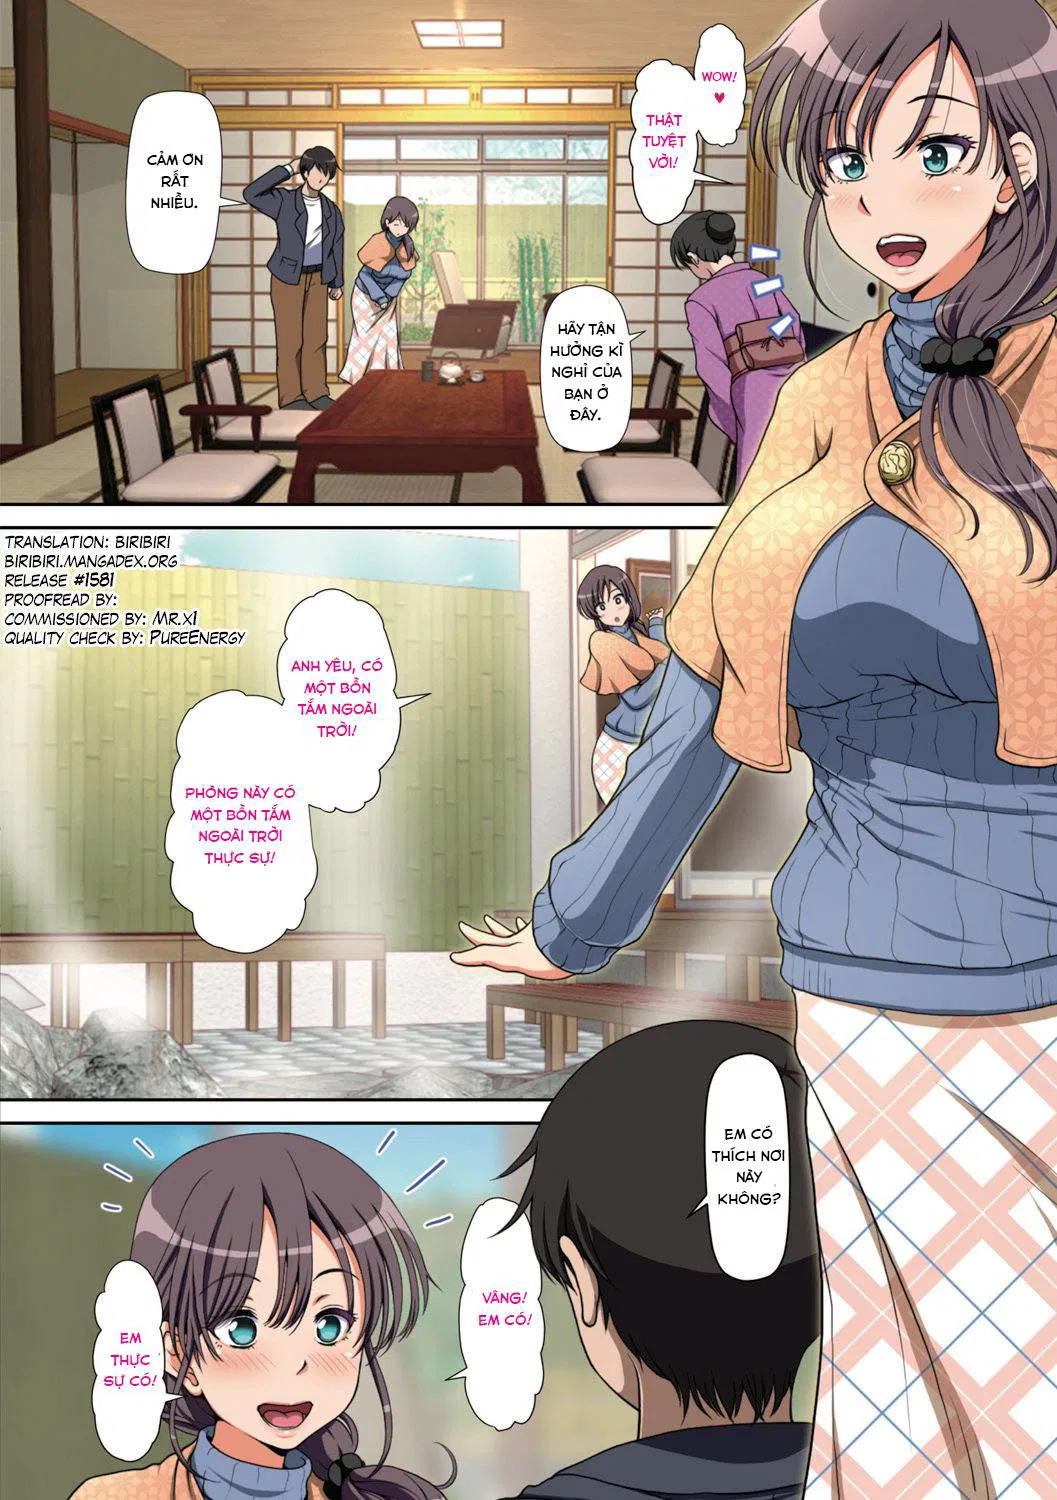 WOW!
♥
THẬT
TUYỆT
VỜI!
CẢM ƠN
RẤT
NHIỀU.
HÃY TẬN
HƯỞNG KÌ
NGHỈ CỦA
BẠN Ở
ĐÂY.
TRANSLATION: BIRIBIRI
BIRIBIRI.MANGADEX.ORG
RELEASE #1581
PROOFREAD BY:
COMMISSIONED BY: MR.X1
QUALITY CHECK BY: PUREENERGY
ANH YÊU, CÓ
MỘT BỒN
TẮM NGOÀI
TRỜI!
PHÒNG NÀY CÓ
MỘT BỒN TẮM
NGOÀI TRỜI
THỰC SỰ!
EM CÓ
THÍCH NƠI
NÀY
KHÔNG?
VÂNG!
EM CÓ!
EM
THỰC
SỰ CÓ!